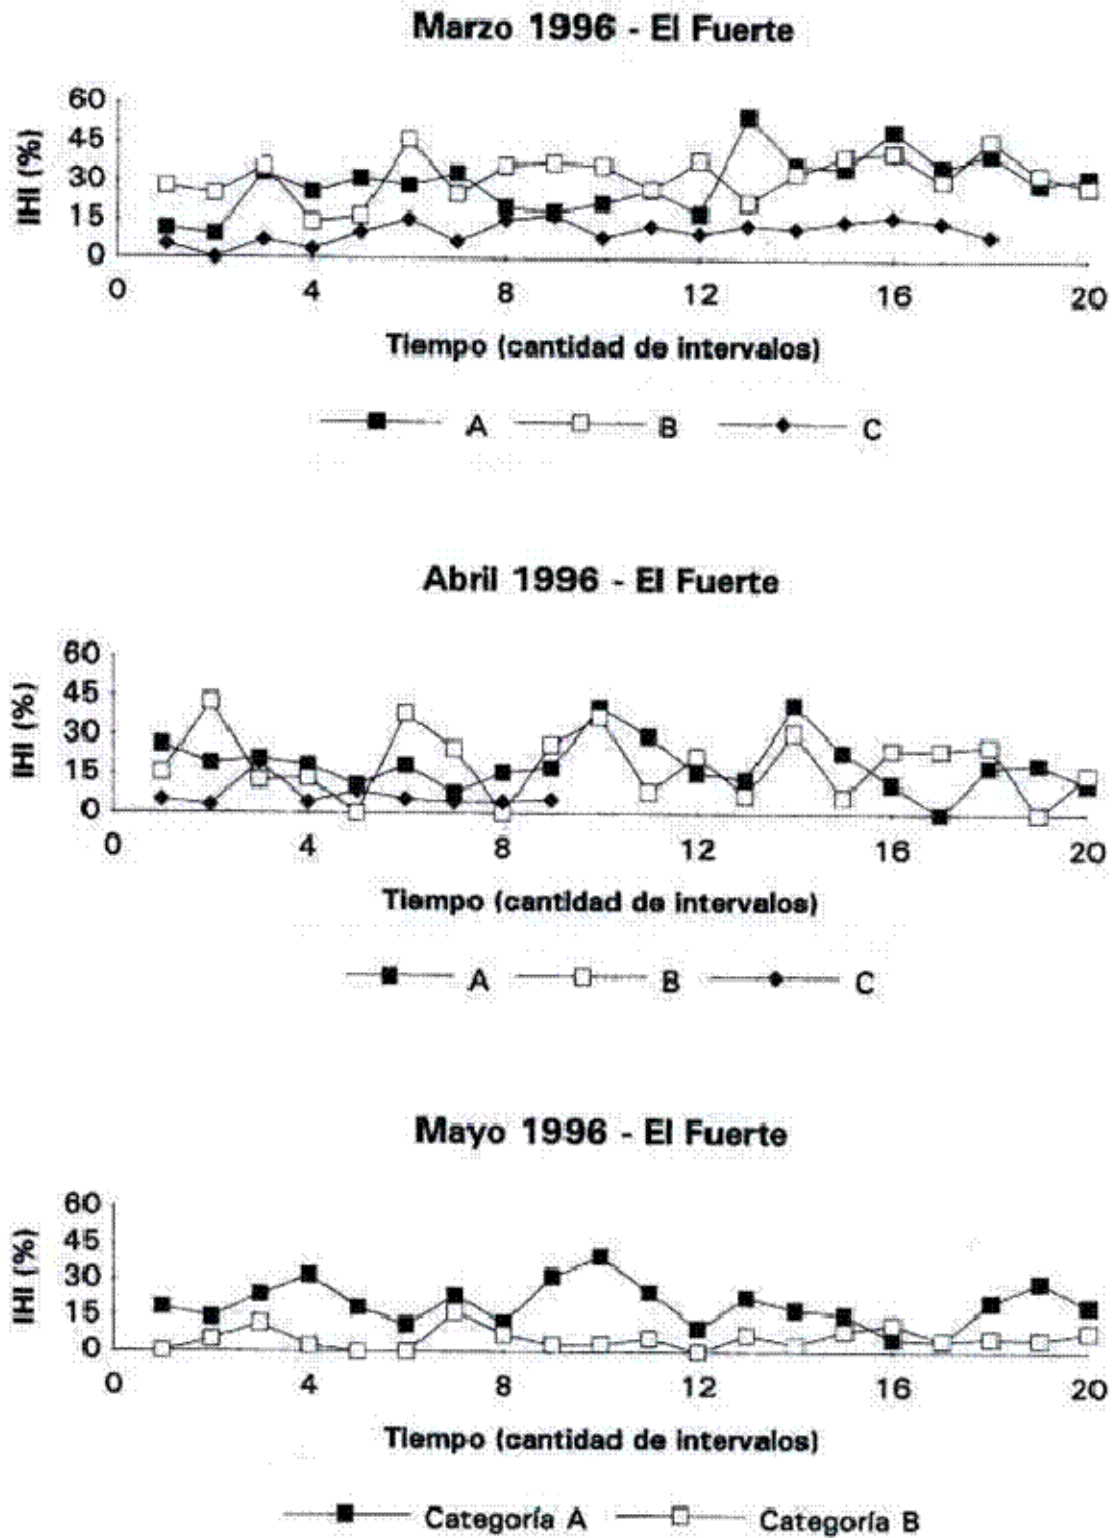 Marzo 1996 - El Fuerte
60
45
30
15
0
IHI (%)
0 4 8 12 16 20
Tiempo (cantidad de intervalos)
A B C
Abril 1996 - El Fuerte
60
45
30
15
0
IHI (%)
0 4 8 12 16 20
Tiempo (cantidad de intervalos)
A B C
Mayo 1996 - El Fuerte
60
45
30
15
0
IHI (%)
0 4 8 12 16 20
Tiempo (cantidad de intervalos)
Categoría A Categoría B